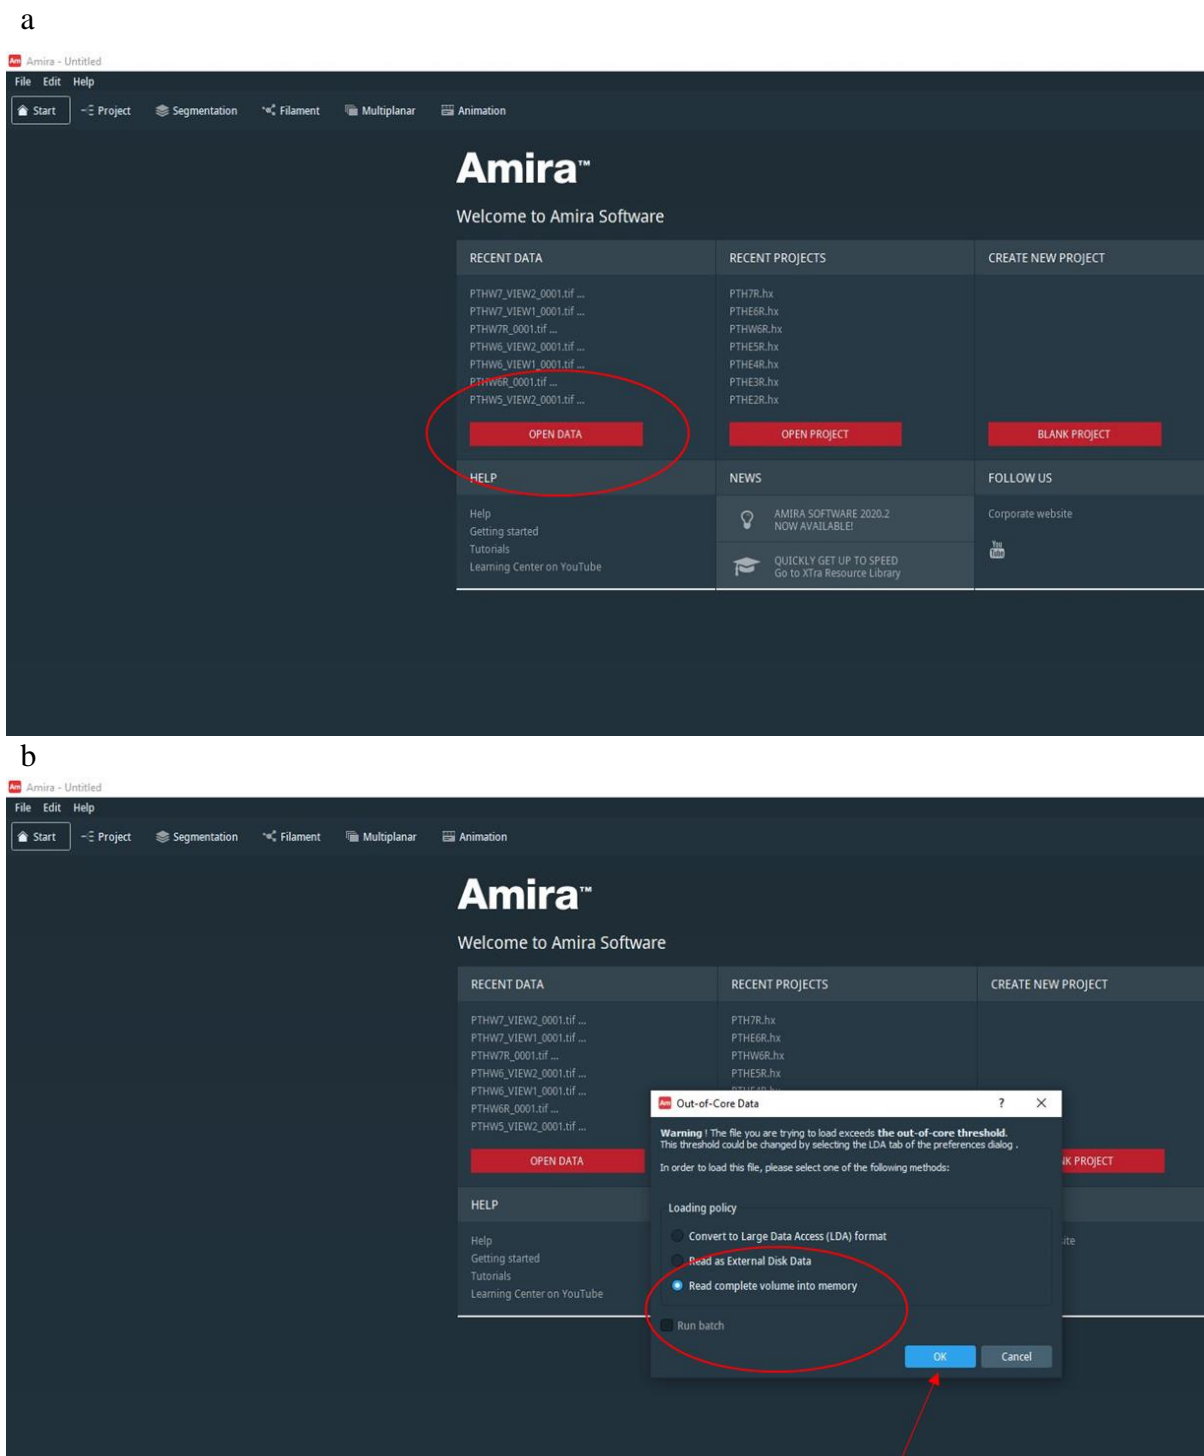 a
Am Amira - Untitled
File Edit Help
Start Project Segmentation Filament Multiplanar Animation
Amira™
Welcome to Amira Software
RECENT DATA RECENT PROJECTS CREATE NEW PROJECT
PTHW7_VIEW2_0001.tif ... PTH7R.hx
PTHW7_VIEW1_0001.tif ... PTHE6R.hx
PTHW7R_0001.tif ... PTHW6R.hx
PTHW6_VIEW2_0001.tif ... PTHE5R.hx
PTHW6_VIEW1_0001.tif ... PTHE4R.hx
PTHW6R_0001.tif ... PTHE3R.hx
PTHW5_VIEW2_0001.tif ... PTHE2R.hx
OPEN DATA OPEN PROJECT BLANK PROJECT
HELP NEWS FOLLOW US
Help AMIRA SOFTWARE 2020.2 Corporate website
Getting started NOW AVAILABLE!
Tutorials You Tube
Learning Center on YouTube QUICKLY GET UP TO SPEED
Go to XTra Resource Library
b
Am Amira - Untitled
File Edit Help
Start Project Segmentation Filament Multiplanar Animation
Amira™
Welcome to Amira Software
RECENT DATA RECENT PROJECTS CREATE NEW PROJECT
PTHW7_VIEW2_0001.tif ... PTH7R.hx
PTHW7_VIEW1_0001.tif ... PTHE6R.hx
PTHW7R_0001.tif ... PTHW6R.hx
PTHW6_VIEW2_0001.tif ... PTHE5R.hx
PTHW6_VIEW1_0001.tif ...
PTHW6R_0001.tif ...
PTHW5_VIEW2_0001.tif ...
OPEN DATA
HELP
Help
Getting started
Tutorials
Learning Center on YouTube
Am Out-of-Core Data ? X
Warning ! The file you are trying to load exceeds the out-of-core threshold.
This threshold could be changed by selecting the LDA tab of the preferences dialog .
In order to load this file, please select one of the following methods:
Loading policy
Convert to Large Data Access (LDA) format
Read as External Disk Data
Read complete volume into memory
Run batch
OK Cancel
NK PROJECT
site